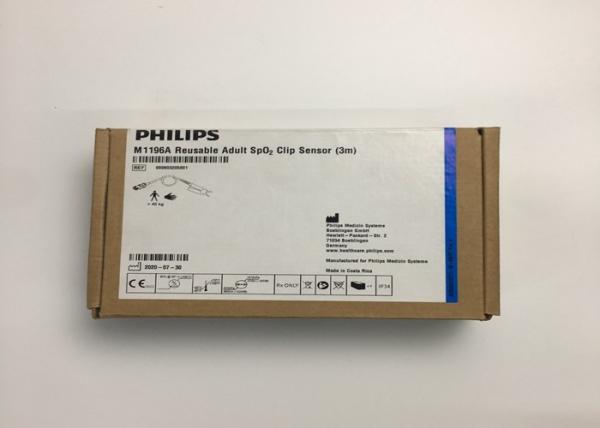 PHILIPS
M1196A Reusable Adult SpO₂ Clip Sensor (3m)
REF
> 40 kg
Philips Medizin Systeme
Boeblingen GmbH
Hewlett-Packard-Str. 2
71034 Boeblingen
www.healthcare.philips.com
Manufactured for Philips Medizin Systeme
Made in Costa Rica
2020-07-30
CE
Rx ONLY
IP34